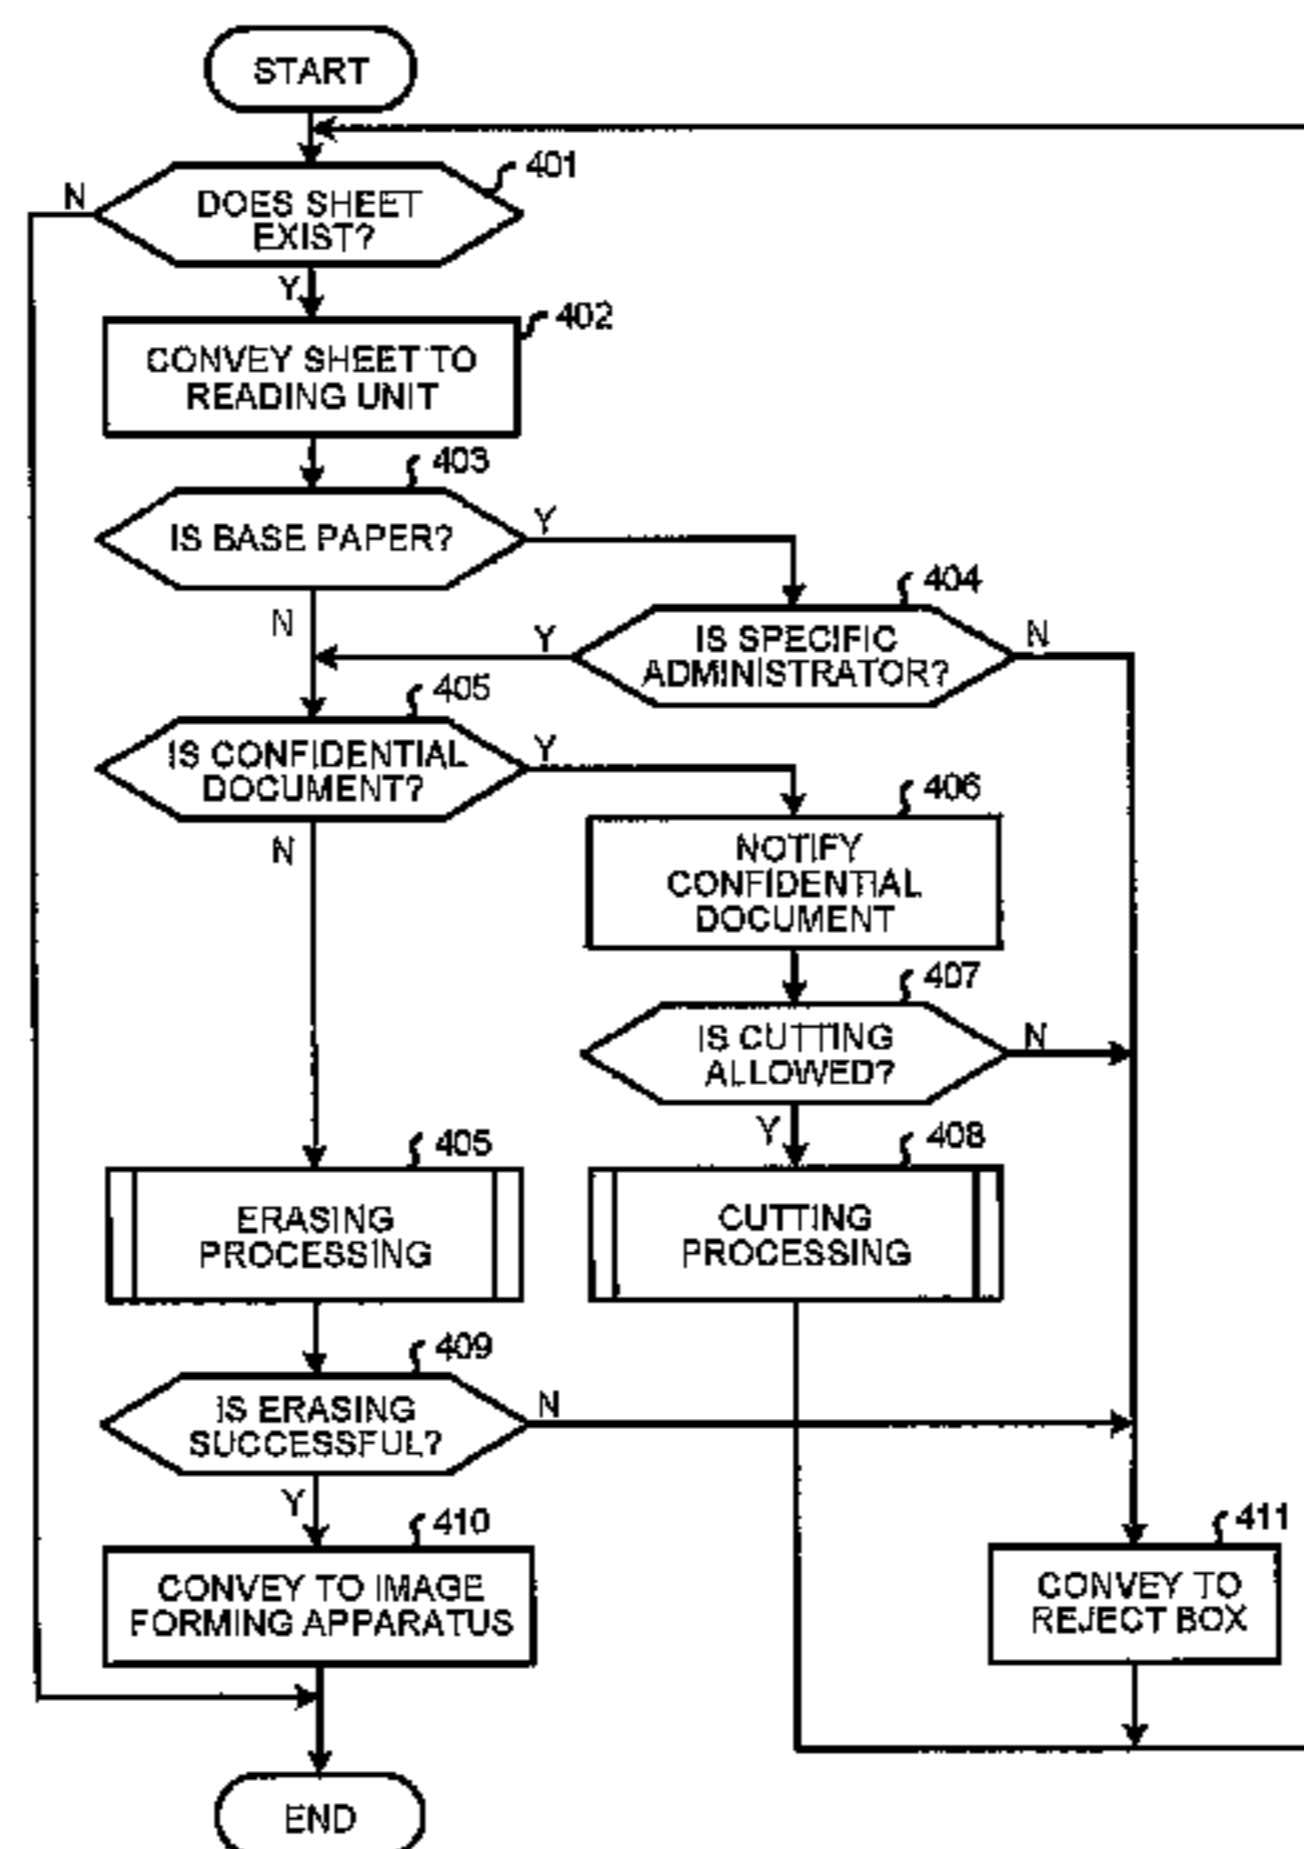 START
401
N
DOES SHEET
EXIST?
Y
402
CONVEY SHEET TO
READING UNIT
403
IS BASE PAPER?
Y
N
404
IS SPECIFIC
ADMINISTRATOR?
Y
N
405
IS CONFIDENTIAL
DOCUMENT?
Y
N
406
NOTIFY
CONFIDENTIAL
DOCUMENT
407
IS CUTTING
ALLOWED?
N
Y
405
ERASING
PROCESSING
408
CUTTING
PROCESSING
409
IS ERASING
SUCCESSFUL?
N
Y
410
CONVEY TO IMAGE
FORMING APPARATUS
411
CONVEY TO
REJECT BOX
END